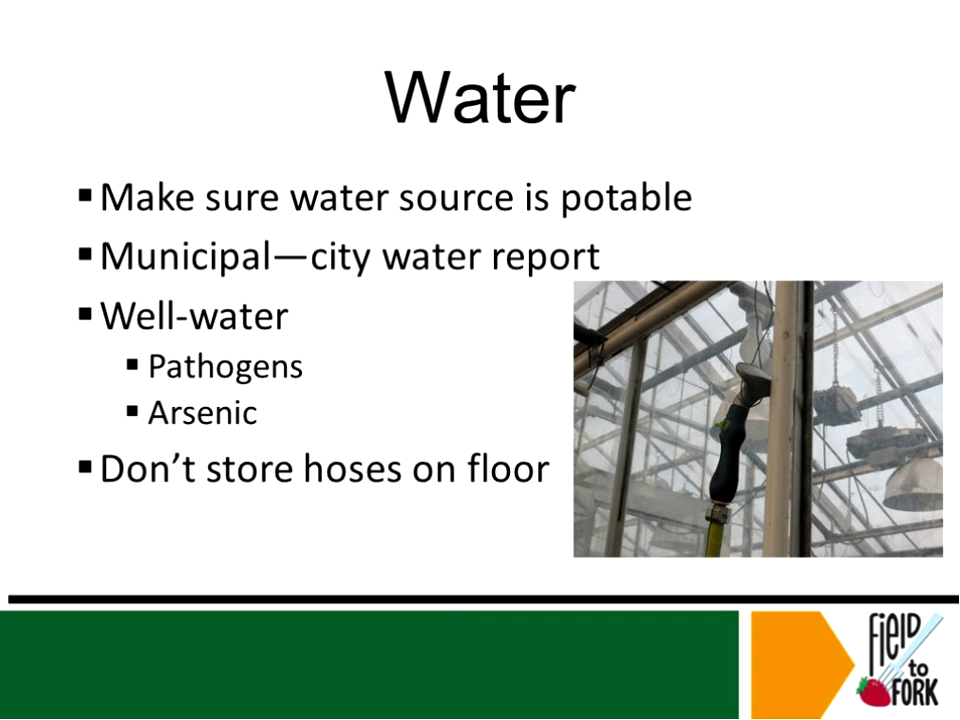 Water
▪ Make sure water source is potable
▪ Municipal—city water report
▪ Well-water
▪ Pathogens
▪ Arsenic
▪ Don’t store hoses on floor
FiELD
to
FORK